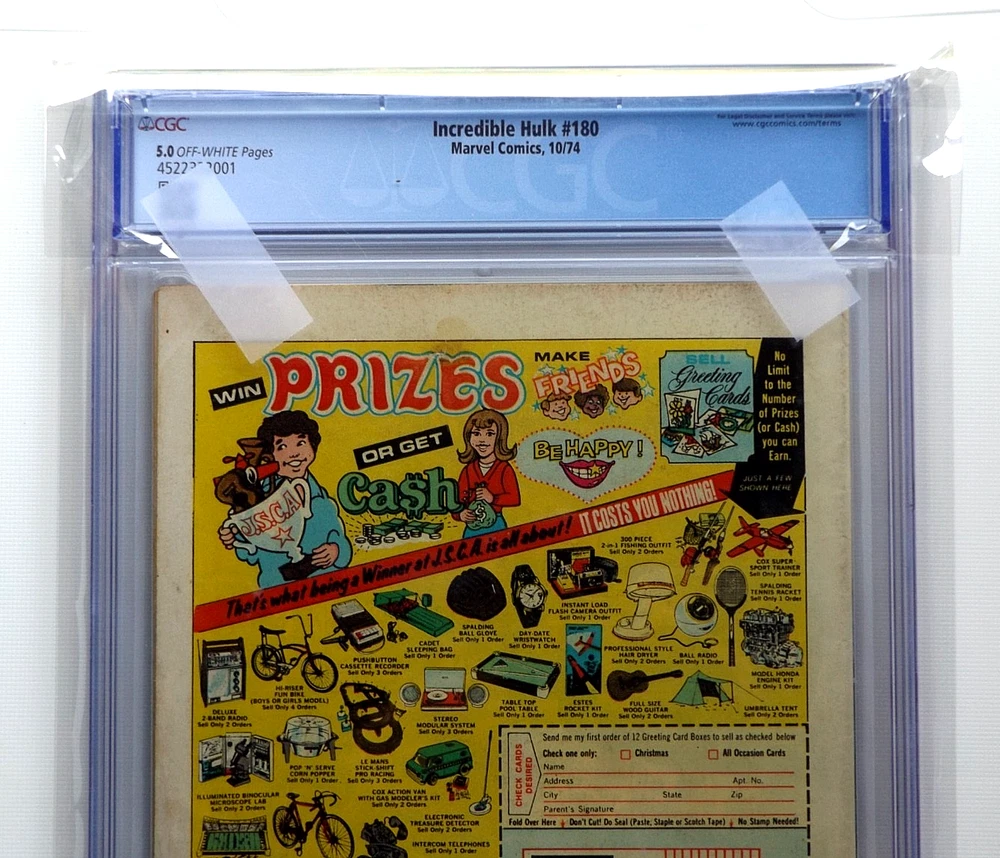 CGC
Incredible Hulk #180
For Legal Disclaimer and Service Terms please visit:
www.cgccomics.com/terms
Marvel Comics, 10/74
5.0 OFF-WHITE Pages
CGC
WIN PRIZES
MAKE FRIENDS
SELL Greeting Cards
No
Limit
to the
Number
of Prizes
(or Cash)
you can
Earn.
OR GET
Ca$h
BE HAPPY!
J.S.C.A.
$
JUST A FEW
SHOWN HERE
That's what being a Winner at J.S.C.A. is all about! IT COSTS YOU NOTHING!
300 PIECE
2-in-1 FISHING OUTFIT
Sell Only 2 Orders
COX SUPER
SPORT TRAINER
Sell Only 1 Order
SPALDING
TENNIS RACKET
Sell Only 1 Order
INSTANT LOAD
FLASH CAMERA OUTFIT
Sell Only 1 Order
SPALDING
BALL GLOVE
Sell Only 1 Order
DAY-DATE
WRISTWATCH
Sell Only 1 Order
CADET
SLEEPING BAG
Sell Only 1 Order
PUSHBUTTON
CASSETTE RECORDER
Sell Only 3 Orders
PROFESSIONAL STYLE
HAIR DRYER
Sell Only 2 Orders
BALL RADIO
Sell Only 1 Order
MODEL HONDA
ENGINE KIT
Sell Only 1 Order
HI-RISER
FUN BIKE
(BOYS OR GIRLS MODEL)
Sell Only 4 Orders
DELUXE
2-BAND RADIO
Sell Only 2 Orders
STEREO
MODULAR SYSTEM
Sell Only 3 Orders
TABLE TOP
POOL TABLE
Sell Only 1 Order
ESTES
ROCKET KIT
Sell Only 1 Order
FULL SIZE
WOOD GUITAR
Sell Only 2 Orders
UMBRELLA TENT
Sell Only 2 Orders
POP 'N' SERVE
CORN POPPER
Sell Only 1 Order
LE MANS
STICK-SHIFT
PRO RACING
Sell Only 3 Orders
COX ACTION VAN
WITH GAS MODELER'S KIT
Sell Only 2 Orders
ILLUMINATED BINOCULAR
MICROSCOPE LAB
Sell Only 2 Orders
ELECTRONIC
TREASURE DETECTOR
Sell Only 2 Orders
INTERCOM TELEPHONES
Sell Only 1 Order
CHECK CARDS
DESIRED
Send me my first order of 12 Greeting Card Boxes to sell as checked below
Check one only: Christmas All Occasion Cards
Name
Address Apt. No.
City State Zip
Parent's Signature
Fold Over Here Don't Cut! Do Seal (Paste, Staple or Scotch Tape) No Stamp Needed!